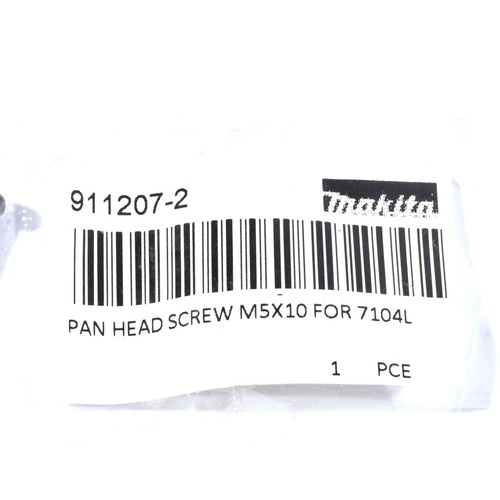 911207-2
makita
PAN HEAD SCREW M5X10 FOR 7104L
1 PCE